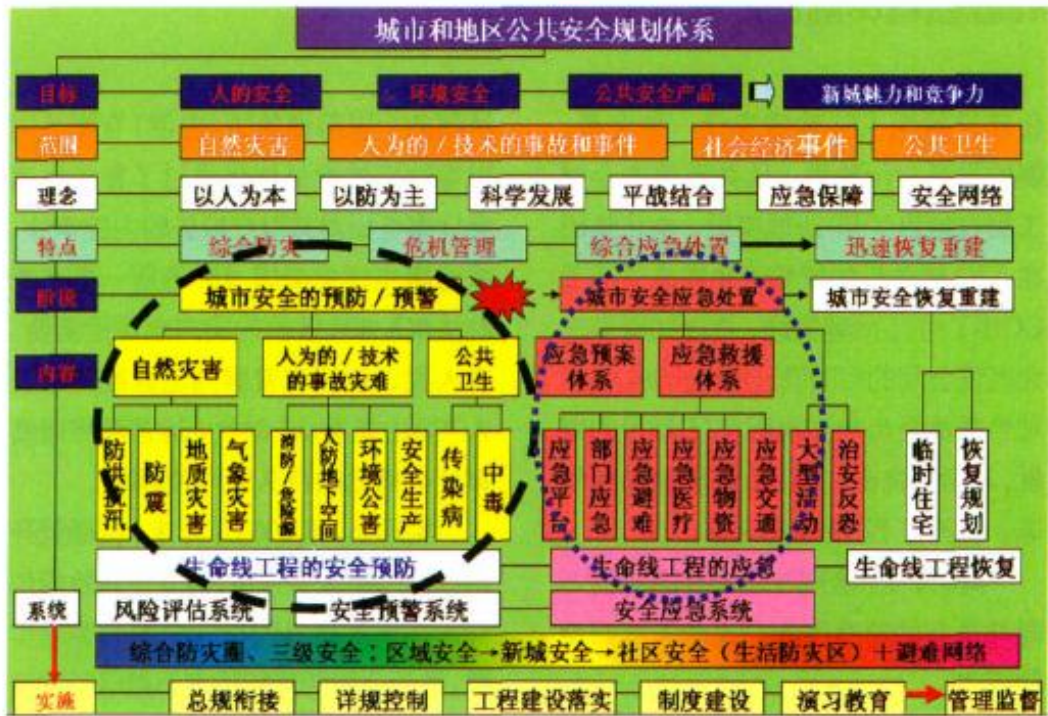 城市和地区公共安全规划体系
目标 人的安全 环境安全 公共安全产品 新城魅力和竞争力
范围 自然灾害 人为的/技术的事故和事件 社会经济事件 公共卫生
理念 以人为本 以防为主 科学发展 平战结合 应急保障 安全网络
特点 综合防灾 危机管理 综合应急处置 迅速恢复重建
阶段 城市安全的预防/预警 城市安全应急处置 城市安全恢复重建
内容
自然灾害
人为的/技术
的事故灾难
公共
卫生
应急预案
体系
应急救援
体系
防洪防汛
防震
地质灾害
气象灾害
消防/危险源
人防地下空间
环境公害
安全生产
传染病
中毒
应急平台
部门应急
应急避难
应急医疗
应急物资
应急交通
大型活动
治安反恐
临时住宅
恢复规划
生命线工程的安全预防 生命线工程的应急 生命线工程恢复
系统 风险评估系统 安全预警系统 安全应急系统
综合防灾圈、三级安全：区域安全→新城安全→社区安全（生活防灾区）＋避难网络
实施 总规衔接 详规控制 工程建设落实 制度建设 演习教育 管理监督